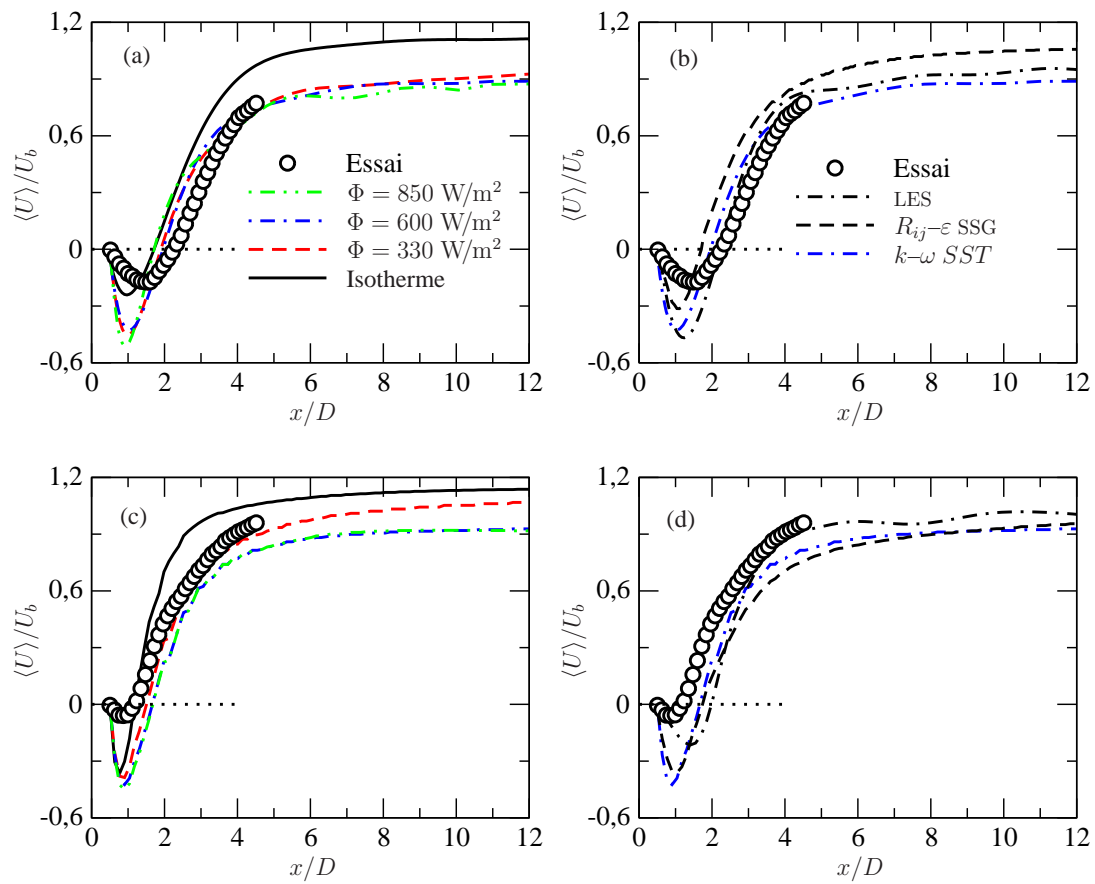 1,2
0,6
0
-0,6
⟨U⟩/U_b
(a)
Essai
Φ = 850 W/m²
Φ = 600 W/m²
Φ = 330 W/m²
Isotherme
0 2 4 6 8 10 12
x/D
1,2
0,6
0
-0,6
⟨U⟩/U_b
(b)
Essai
LES
R_{ij}–ε SSG
k–ω SST
0 2 4 6 8 10 12
x/D
1,2
0,6
0
-0,6
⟨U⟩/U_b
(c)
0 2 4 6 8 10 12
x/D
1,2
0,6
0
-0,6
⟨U⟩/U_b
(d)
0 2 4 6 8 10 12
x/D